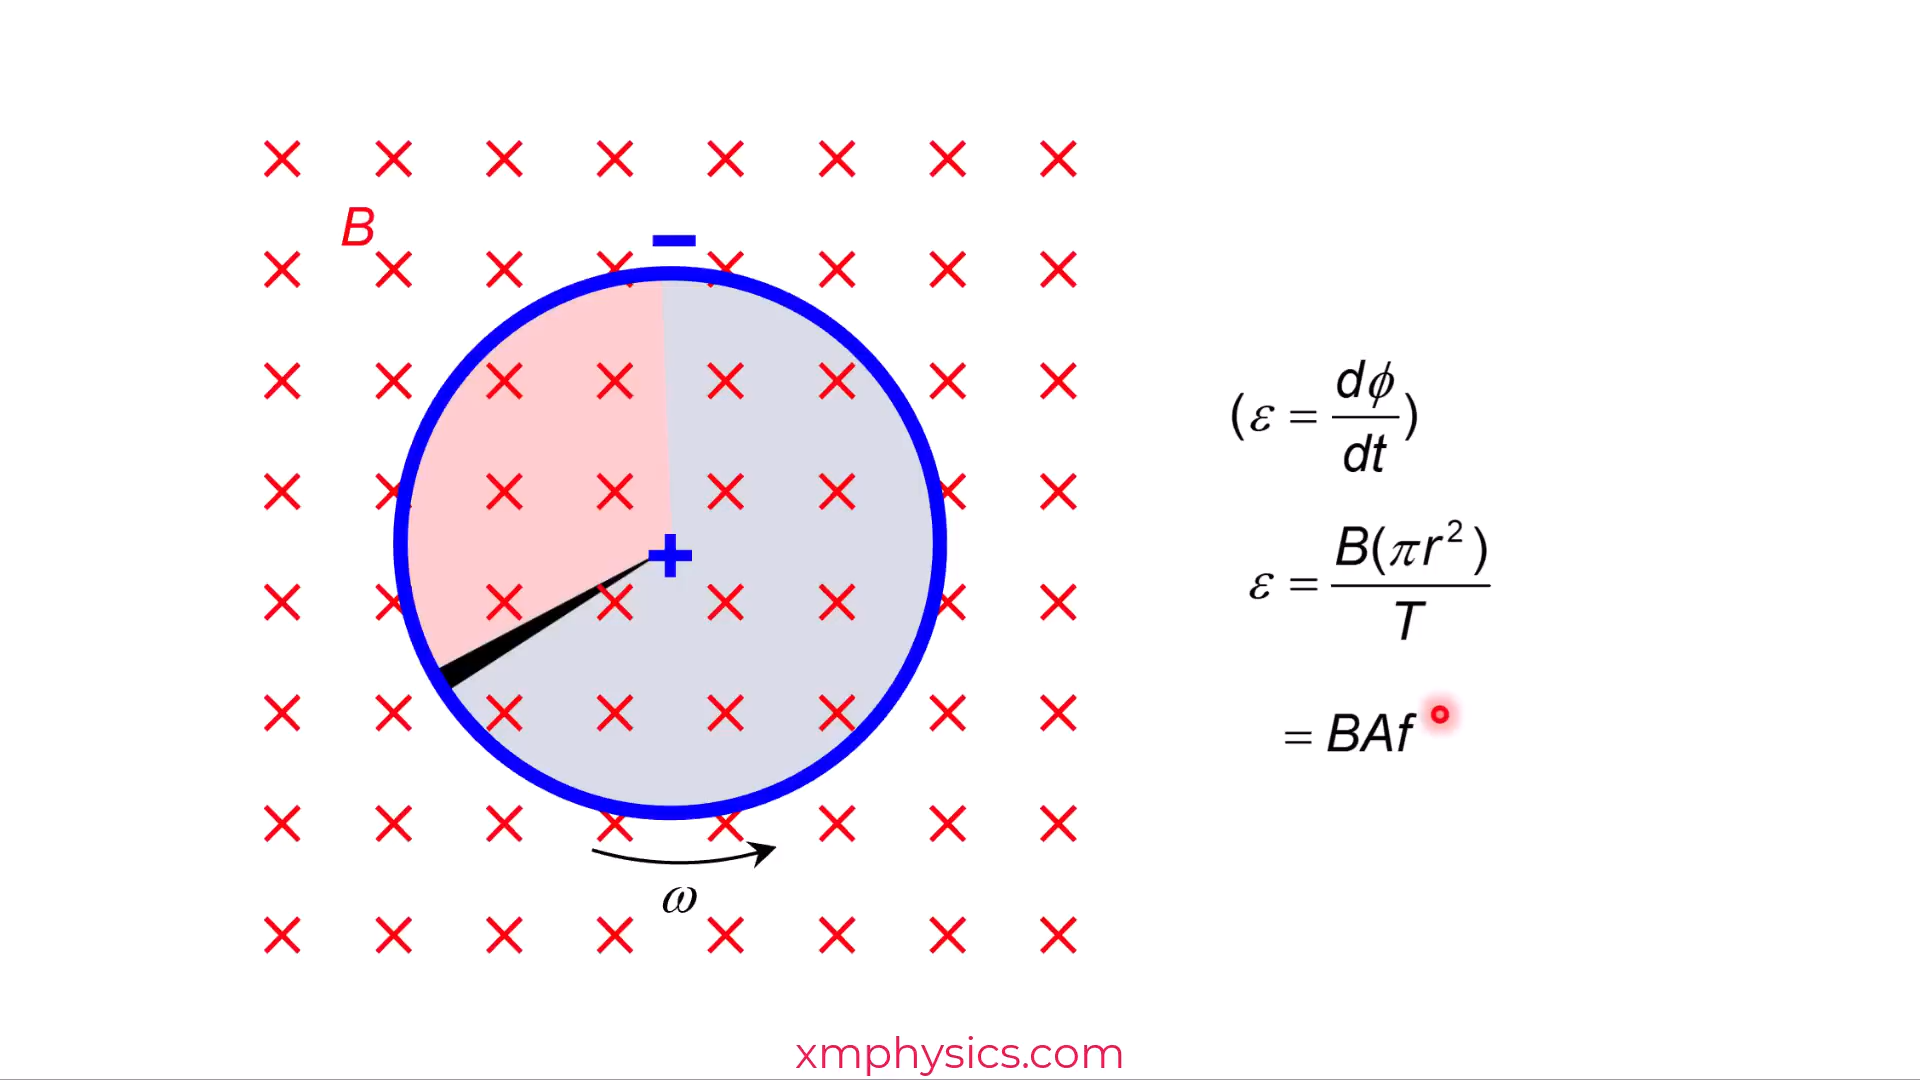 B
−
+
ω
(ε = dϕ/dt)
ε = B(πr²)/T
= BAf
xmphysics.com